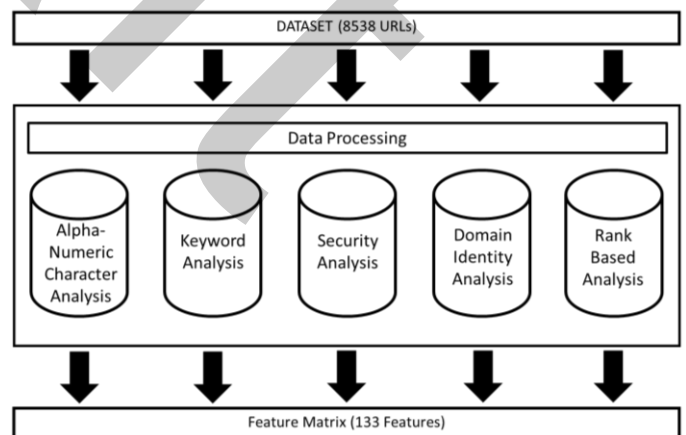 DATASET (8538 URLs)
Data Processing
Alpha-
Numeric
Character
Analysis
Keyword
Analysis
Security
Analysis
Domain
Identity
Analysis
Rank
Based
Analysis
Feature Matrix (133 Features)